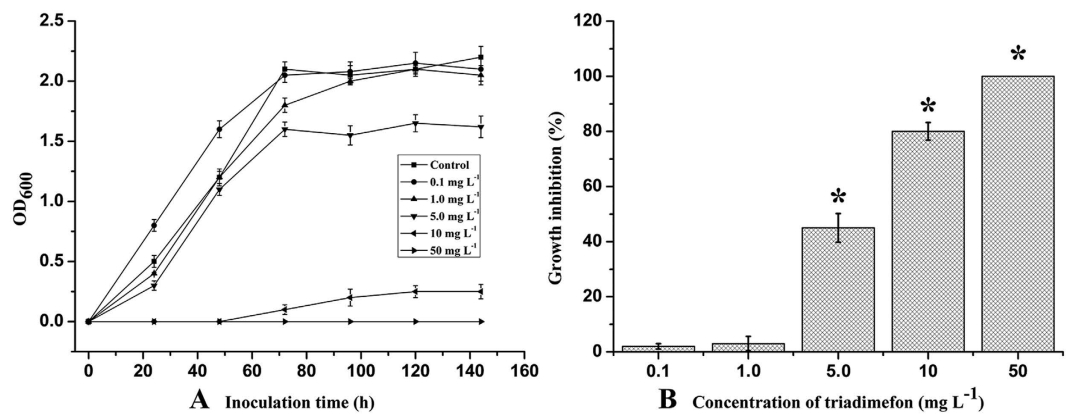 2.5
2.0
1.5
1.0
0.5
0.0
OD600
0 20 40 60 80 100 120 140 160
A Inoculation time (h)
Control
0.1 mg L-1
1.0 mg L-1
5.0 mg L-1
10 mg L-1
50 mg L-1
120
100
80
60
40
20
0
Growth inhibition (%)
* * *
0.1 1.0 5.0 10 50
B Concentration of triadimefon (mg L-1)